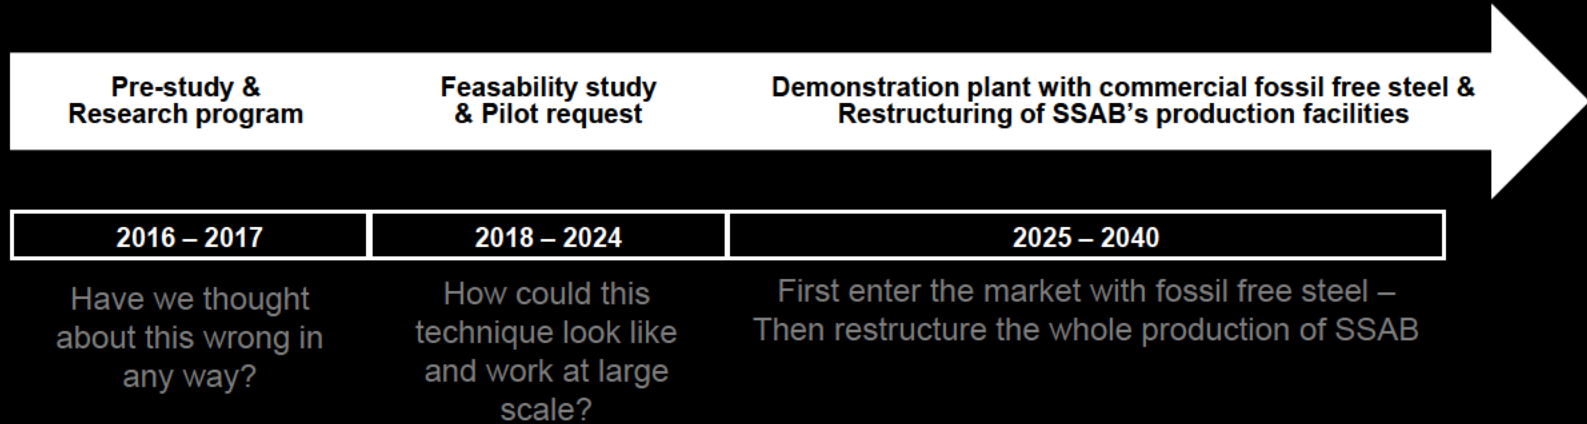 Pre-study &
Research program
Feasability study
& Pilot request
Demonstration plant with commercial fossil free steel &
Restructuring of SSAB's production facilities
2016 – 2017
2018 – 2024
2025 – 2040
Have we thought
about this wrong in
any way?
How could this
technique look like
and work at large
scale?
First enter the market with fossil free steel –
Then restructure the whole production of SSAB